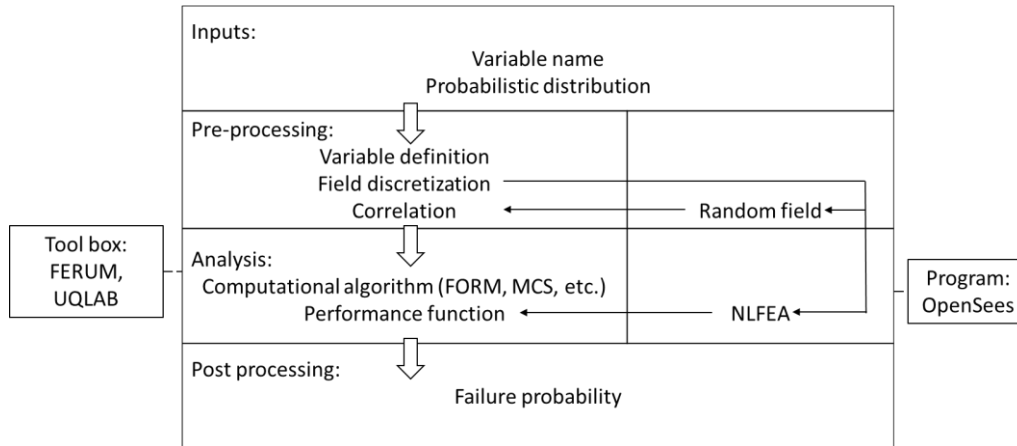 Inputs:
Variable name
Probabilistic distribution
Pre-processing:
Variable definition
Field discretization
Correlation
Random field
Tool box:
FERUM,
UQLAB
Analysis:
Computational algorithm (FORM, MCS, etc.)
Performance function
NLFEA
Program:
OpenSees
Post processing:
Failure probability